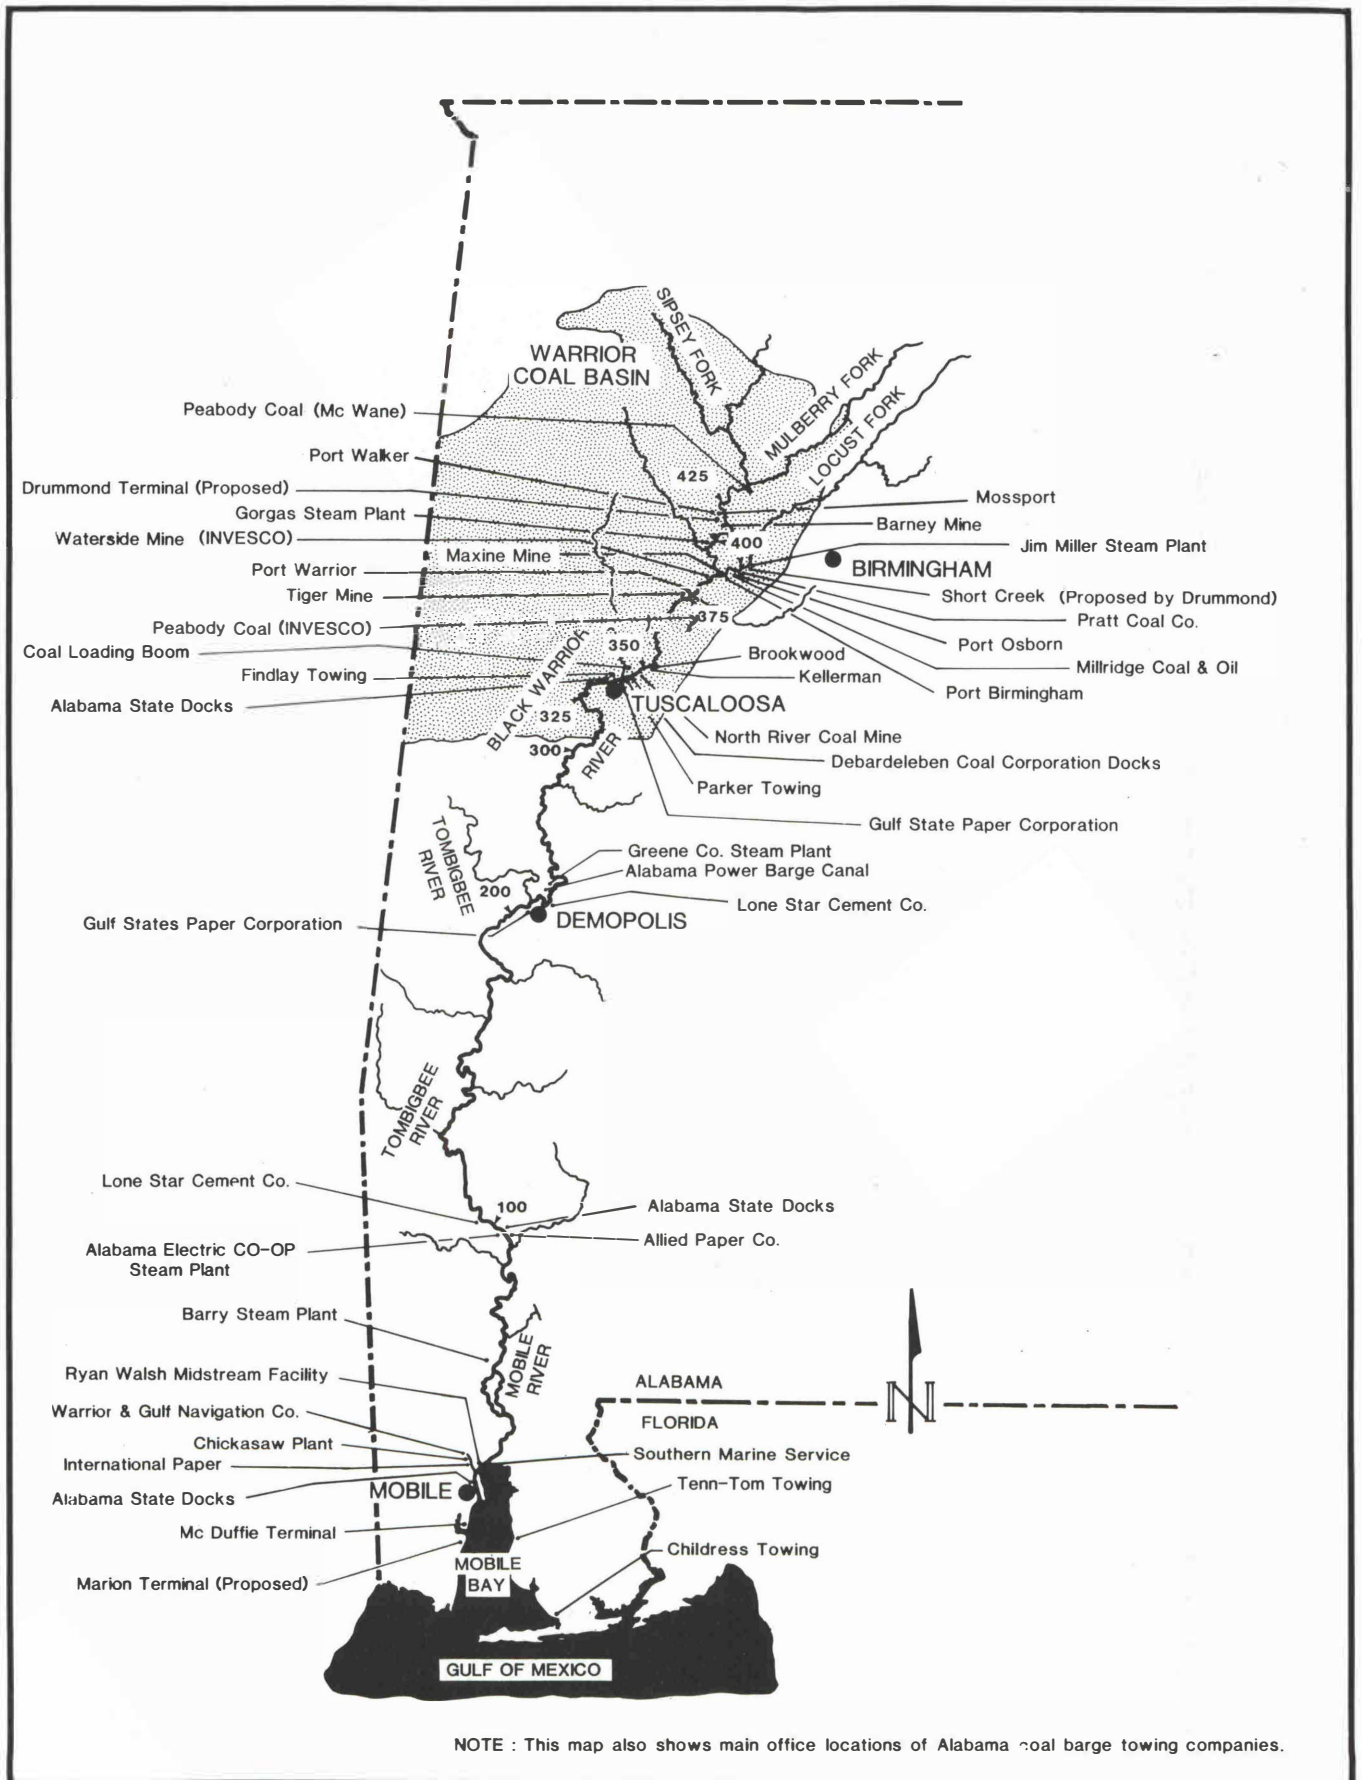 SIPSEY FORK
WARRIOR
COAL BASIN
MULBERRY FORK
LOCUST FORK
Peabody Coal (Mc Wane)
Port Walker
425
Drummond Terminal (Proposed)
Mossport
Gorgas Steam Plant
Barney Mine
Waterside Mine (INVESCO)
400
Jim Miller Steam Plant
Maxine Mine
BIRMINGHAM
Port Warrior
Tiger Mine
Short Creek (Proposed by Drummond)
375
Pratt Coal Co.
Peabody Coal (INVESCO)
Port Osborn
350
Coal Loading Boom
Brookwood
Millridge Coal & Oil
Findlay Towing
Kellerman
Port Birmingham
Alabama State Docks
TUSCALOOSA
BLACK WARRIOR
RIVER
325
North River Coal Mine
300
Debardeleben Coal Corporation Docks
Parker Towing
Gulf State Paper Corporation
TOMBIGBEE
RIVER
Greene Co. Steam Plant
Alabama Power Barge Canal
200
Lone Star Cement Co.
Gulf States Paper Corporation
DEMOPOLIS
TOMBIGBEE
RIVER
Lone Star Cement Co.
100
Alabama State Docks
Allied Paper Co.
Alabama Electric CO-OP
Steam Plant
Barry Steam Plant
MOBILE
RIVER
N
Ryan Walsh Midstream Facility
ALABAMA
Warrior & Gulf Navigation Co.
FLORIDA
Chickasaw Plant
Southern Marine Service
International Paper
Tenn-Tom Towing
Alabama State Docks
MOBILE
Mc Duffie Terminal
Childress Towing
MOBILE
BAY
Marion Terminal (Proposed)
GULF OF MEXICO
NOTE : This map also shows main office locations of Alabama coal barge towing companies.